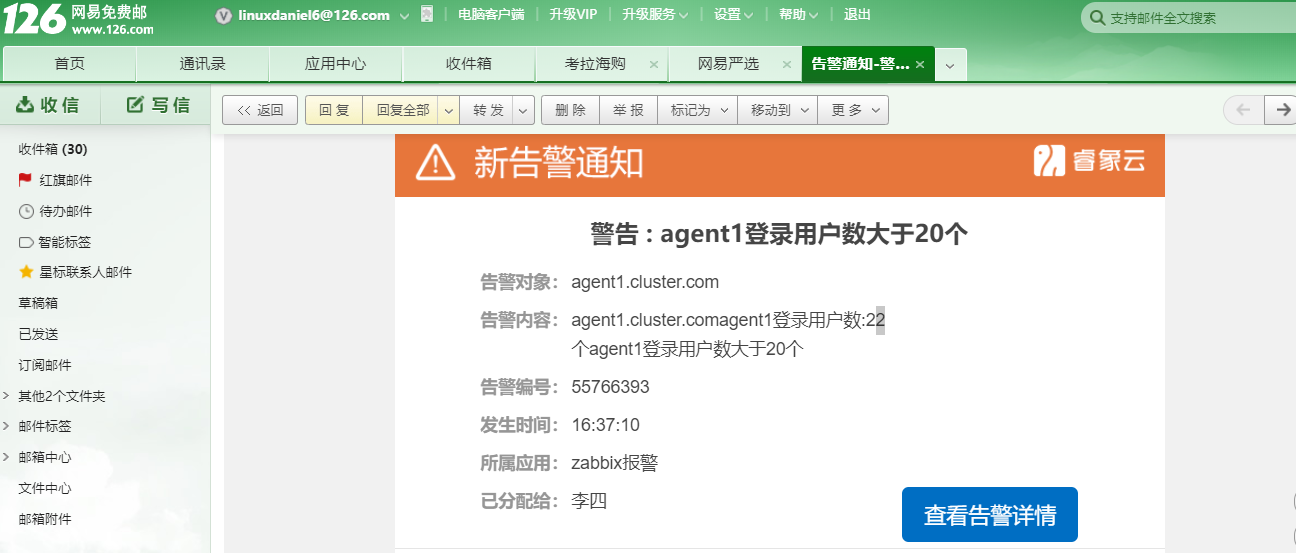 126 网易免费邮 linuxdaniel6@126.com 电脑客户端 升级VIP 升级服务 设置 帮助 退出 支持邮件全文搜索
www.126.com
首页 通讯录 应用中心 收件箱 考拉海购 × 网易严选 × 告警通知-警... ×
收信 写信 << 返回 回复 回复全部 转发 删除 举报 标记为 移动到 更多
收件箱 (30)
红旗邮件
待办邮件
智能标签
星标联系人邮件
草稿箱
已发送
订阅邮件
其他2个文件夹
邮件标签
邮箱中心
文件中心
邮箱附件
新告警通知 睿象云
警告 : agent1登录用户数大于20个
告警对象： agent1.cluster.com
告警内容： agent1.cluster.comagent1登录用户数:22
个agent1登录用户数大于20个
告警编号： 55766393
发生时间： 16:37:10
所属应用： zabbix报警
已分配给： 李四
查看告警详情